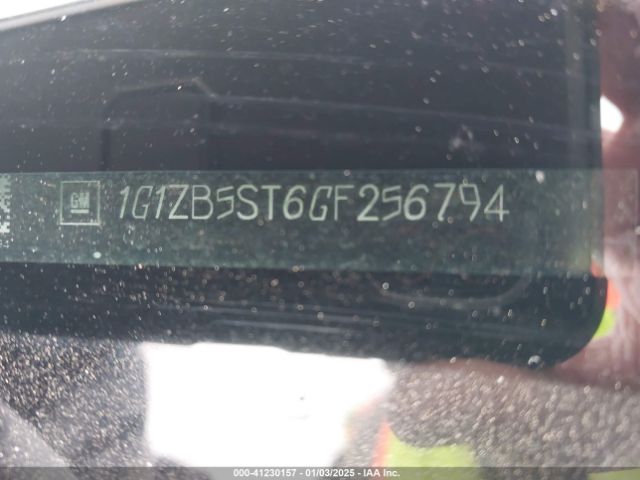 GM 1G1ZB5ST6GF256794
000-41230157 - 01/03/2025 - IAA Inc.